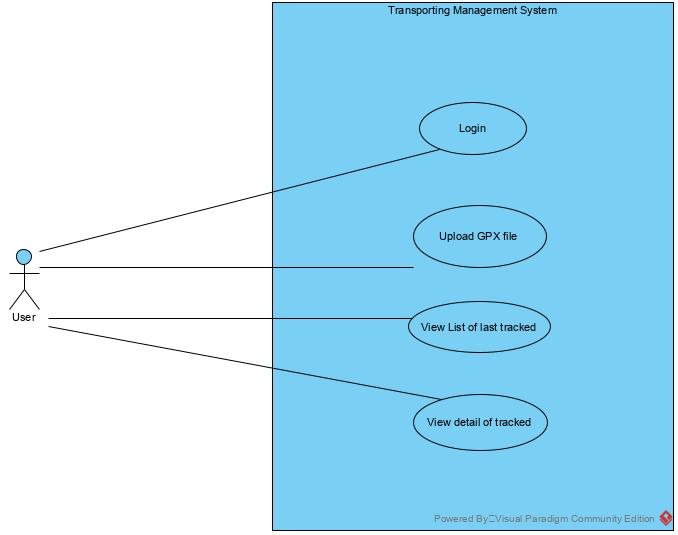 Transporting Management System
Login
Upload GPX file
View List of last tracked
User
View detail of tracked
Powered By Visual Paradigm Community Edition